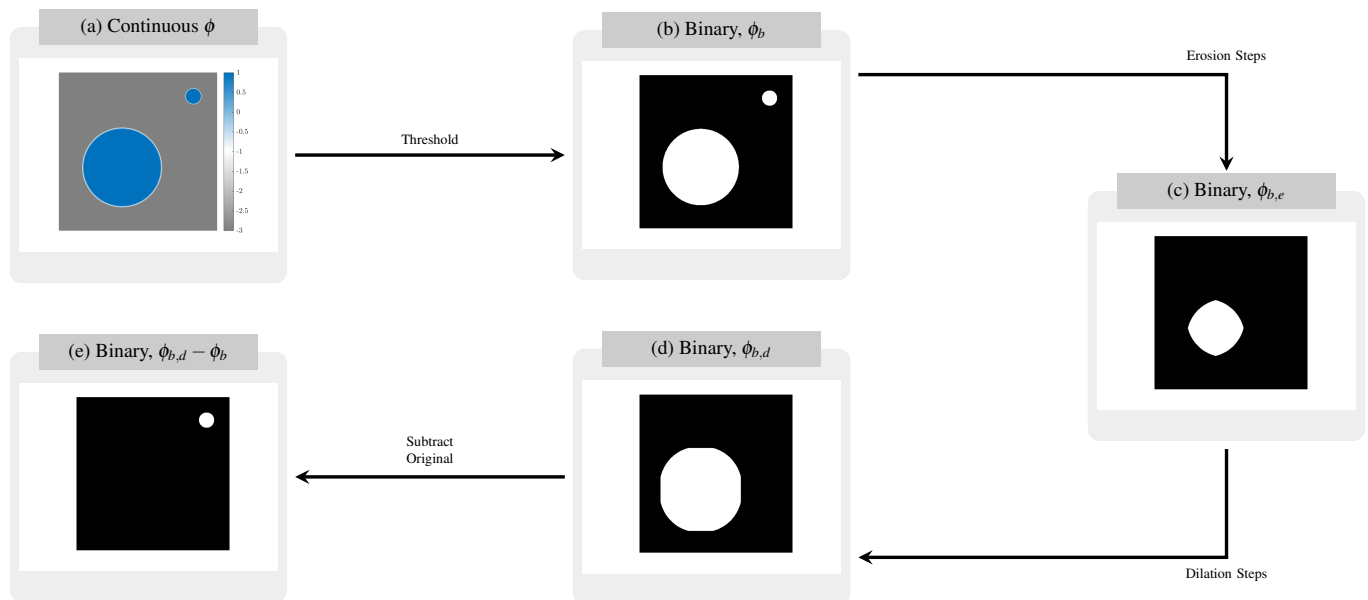 (a) Continuous ϕ
1
0.5
0
-0.5
-1
-1.5
-2
-2.5
-3
Threshold
(b) Binary, ϕ_b
Erosion Steps
(c) Binary, ϕ_{b,e}
Dilation Steps
(d) Binary, ϕ_{b,d}
Subtract
Original
(e) Binary, ϕ_{b,d} − ϕ_b